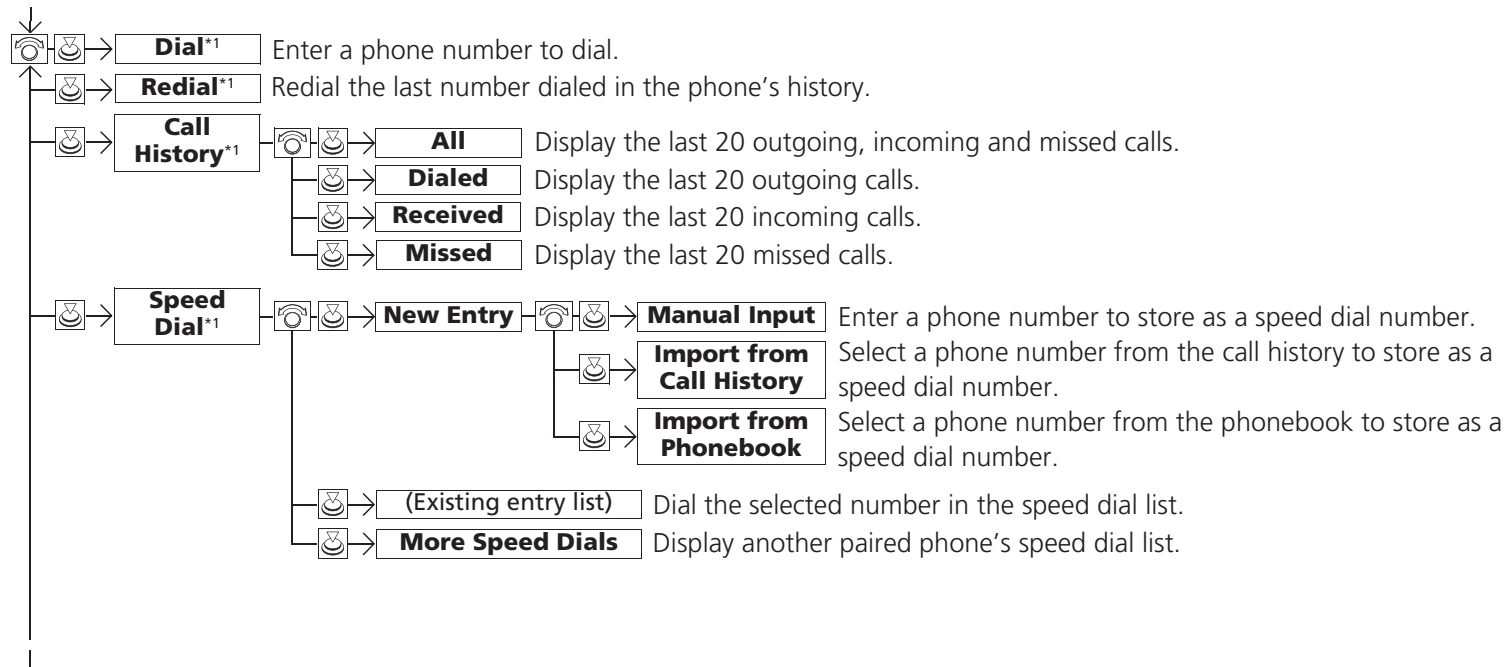 Dial*1 Enter a phone number to dial.
Redial*1 Redial the last number dialed in the phone’s history.
Call
History*1
All Display the last 20 outgoing, incoming and missed calls.
Dialed Display the last 20 outgoing calls.
Received Display the last 20 incoming calls.
Missed Display the last 20 missed calls.
Speed
Dial*1
New Entry
Manual Input Enter a phone number to store as a speed dial number.
Import from
Call History
Select a phone number from the call history to store as a
speed dial number.
Import from
Phonebook
Select a phone number from the phonebook to store as a
speed dial number.
(Existing entry list) Dial the selected number in the speed dial list.
More Speed Dials Display another paired phone’s speed dial list.